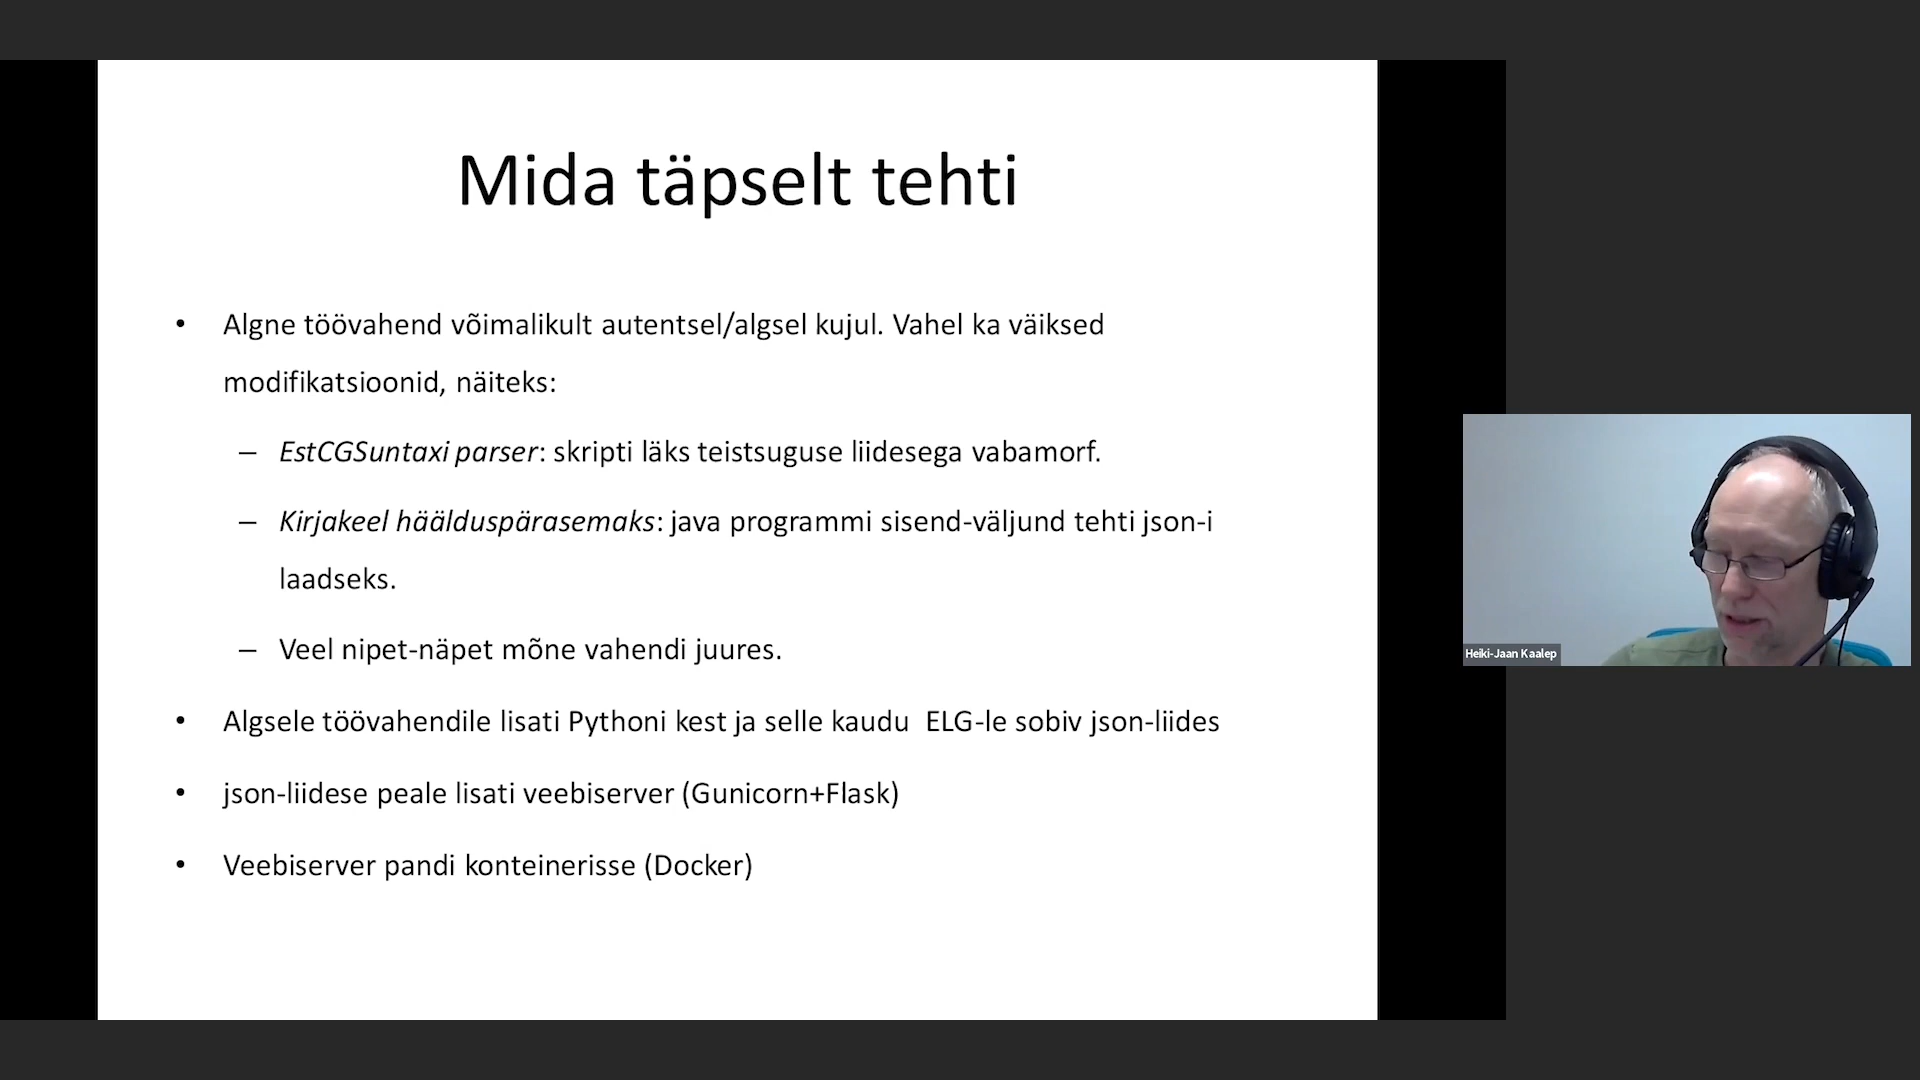 Mida täpselt tehti
• Algne töövahend võimalikult autentsel/algsel kujul. Vahel ka väiksed
modifikatsioonid, näiteks:
– EstCGSuntaxi parser: skripti läks teistsuguse liidesega vabamorf.
– Kirjakeel häälduspärasemaks: java programmi sisend-väljund tehti json-i
laadseks.
– Veel nipet-näpet mõne vahendi juures.
• Algsele töövahendile lisati Pythoni kest ja selle kaudu ELG-le sobiv json-liides
• json-liidese peale lisati veebiserver (Gunicorn+Flask)
• Veebiserver pandi konteinerisse (Docker)
Heiki-Jaan Kaalep